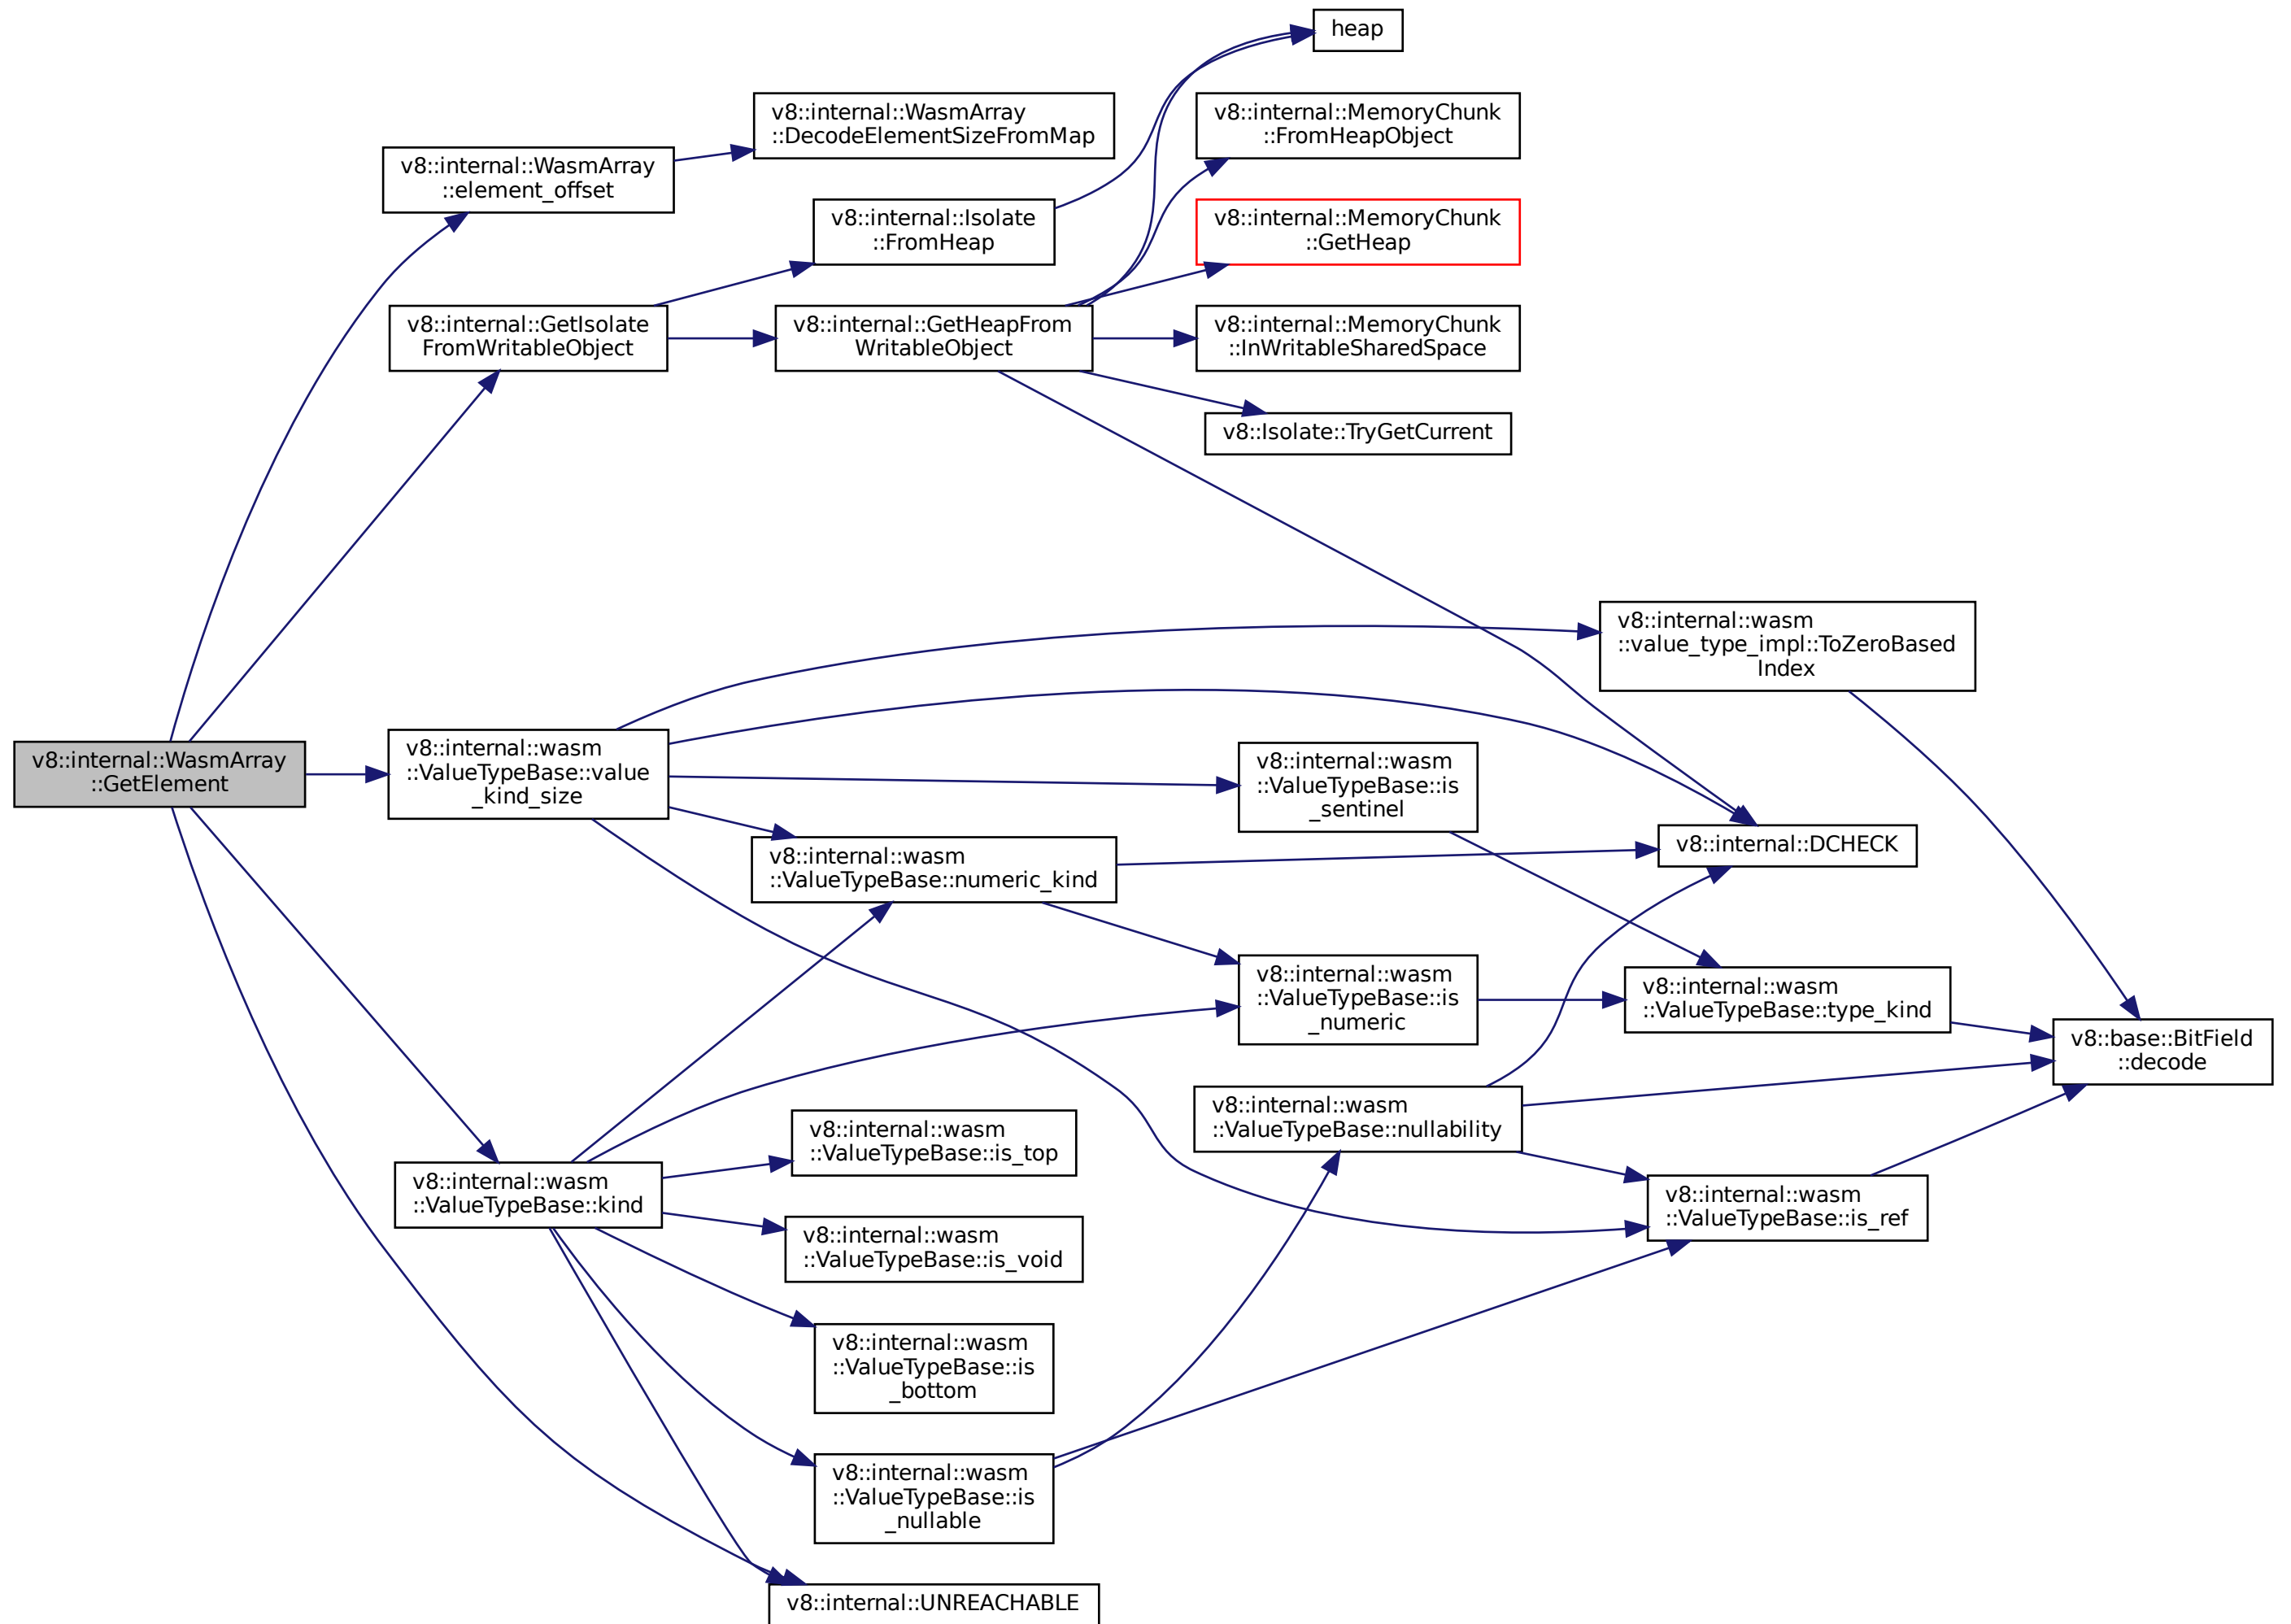 heap
v8::internal::WasmArray
::DecodeElementSizeFromMap
v8::internal::MemoryChunk
::FromHeapObject
v8::internal::WasmArray
::element_offset
v8::internal::Isolate
::FromHeap
v8::internal::MemoryChunk
::GetHeap
v8::internal::GetIsolate
FromWritableObject
v8::internal::GetHeapFrom
WritableObject
v8::internal::MemoryChunk
::InWritableSharedSpace
v8::Isolate::TryGetCurrent
v8::internal::wasm
::value_type_impl::ToZeroBased
Index
v8::internal::WasmArray
::GetElement
v8::internal::wasm
::ValueTypeBase::value
_kind_size
v8::internal::wasm
::ValueTypeBase::is
_sentinel
v8::internal::DCHECK
v8::internal::wasm
::ValueTypeBase::numeric_kind
v8::internal::wasm
::ValueTypeBase::is
_numeric
v8::internal::wasm
::ValueTypeBase::type_kind
v8::base::BitField
::decode
v8::internal::wasm
::ValueTypeBase::nullability
v8::internal::wasm
::ValueTypeBase::is_top
v8::internal::wasm
::ValueTypeBase::kind
v8::internal::wasm
::ValueTypeBase::is_ref
v8::internal::wasm
::ValueTypeBase::is_void
v8::internal::wasm
::ValueTypeBase::is
_bottom
v8::internal::wasm
::ValueTypeBase::is
_nullable
v8::internal::UNREACHABLE